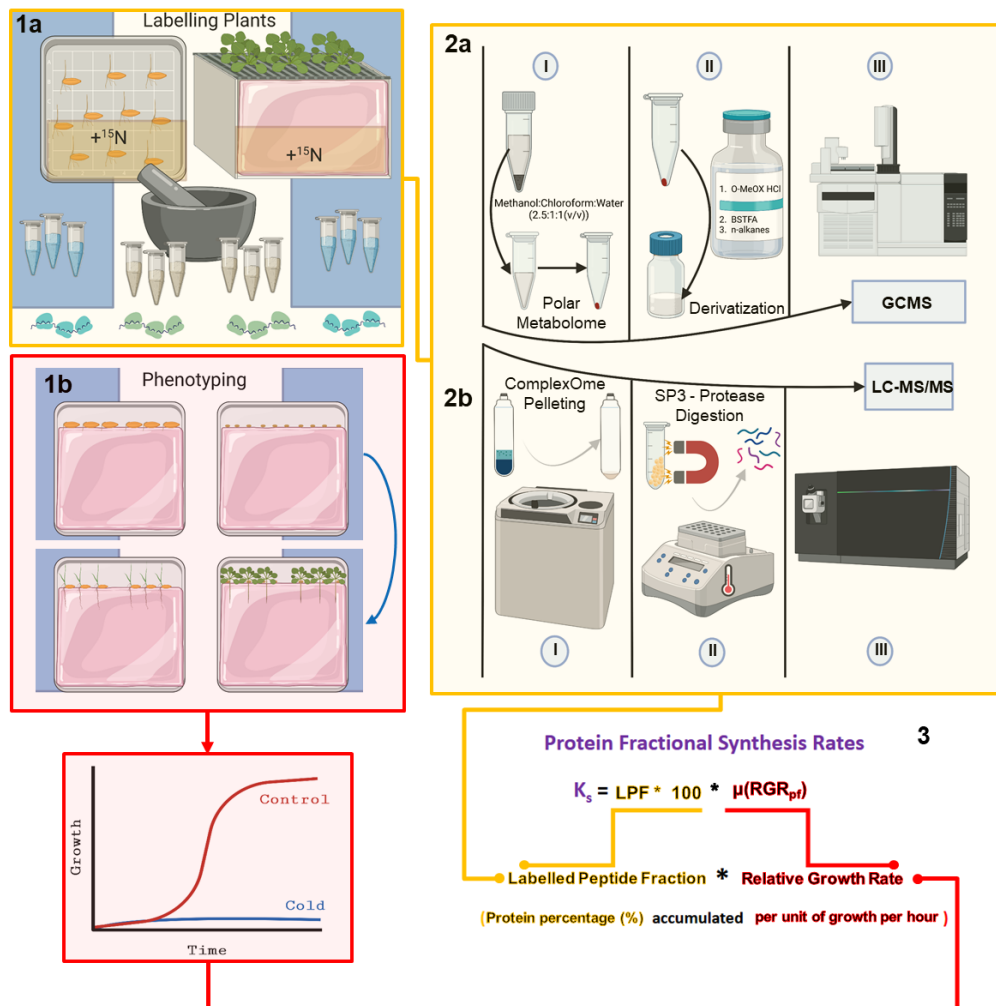 1a
Labelling Plants
+¹⁵N
+¹⁵N
1b
Phenotyping
Growth
Control
Cold
Time
2a
I
II
III
Methanol:Chloroform:Water
(2.5:1:1(v/v))
Polar
Metabolome
1. O-MeOX HCl
2. BSTFA
3. n-alkanes
Derivatization
GCMS
LC-MS/MS
2b
ComplexOme
Pelleting
SP3 - Protease
Digestion
I
II
III
Protein Fractional Synthesis Rates
3
Kₛ = LPF * 100 * µ(RGR_pf)
Labelled Peptide Fraction * Relative Growth Rate
(Protein percentage (%) accumulated per unit of growth per hour)